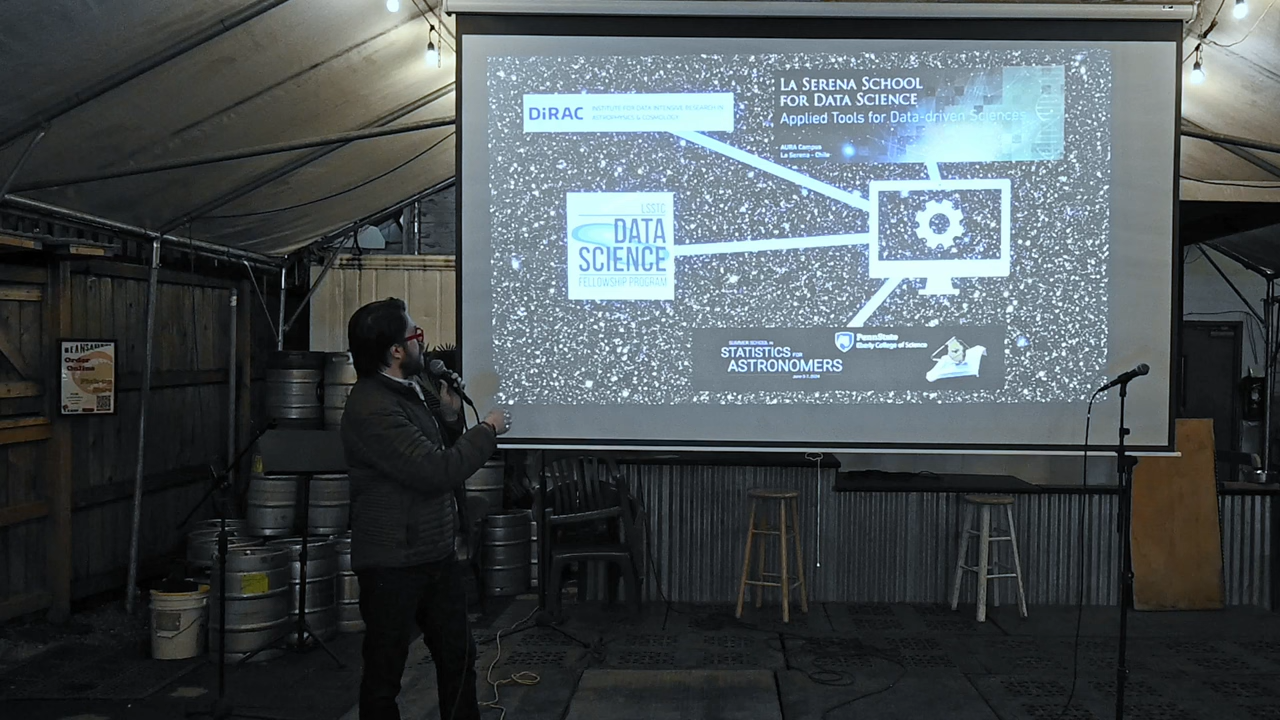 DiRAC
INSTITUTE FOR DATA INTENSIVE RESEARCH IN
ASTROPHYSICS & COSMOLOGY
LA SERENA SCHOOL
FOR DATA SCIENCE
Applied Tools for Data-driven Sciences
AURA Campus
La Serena - Chile
LSSTC
DATA
SCIENCE
FELLOWSHIP PROGRAM
SUMMER SCHOOL IN
STATISTICS FOR
ASTRONOMERS
PennState
Eberly College of Science
Order
Online